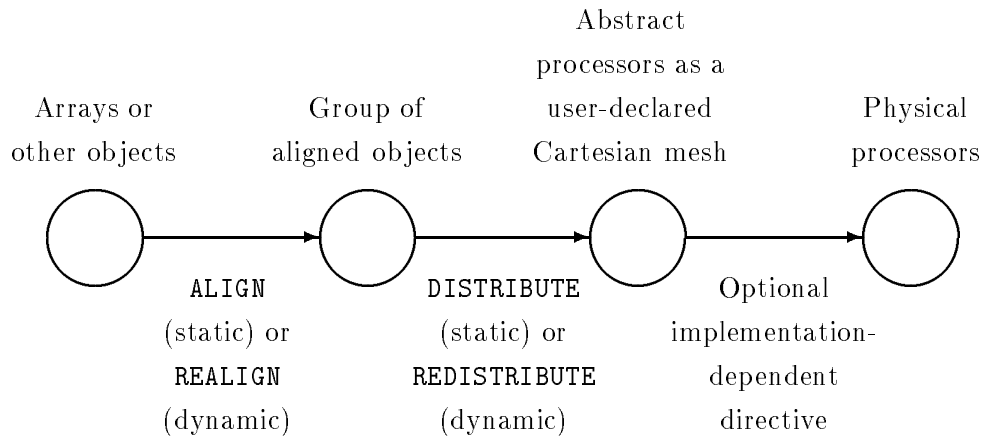 Arrays or
other objects
Group of
aligned objects
Abstract
processors as a
user-declared
Cartesian mesh
Physical
processors
ALIGN
(static) or
REALIGN
(dynamic)
DISTRIBUTE
(static) or
REDISTRIBUTE
(dynamic)
Optional
implementation-
dependent
directive